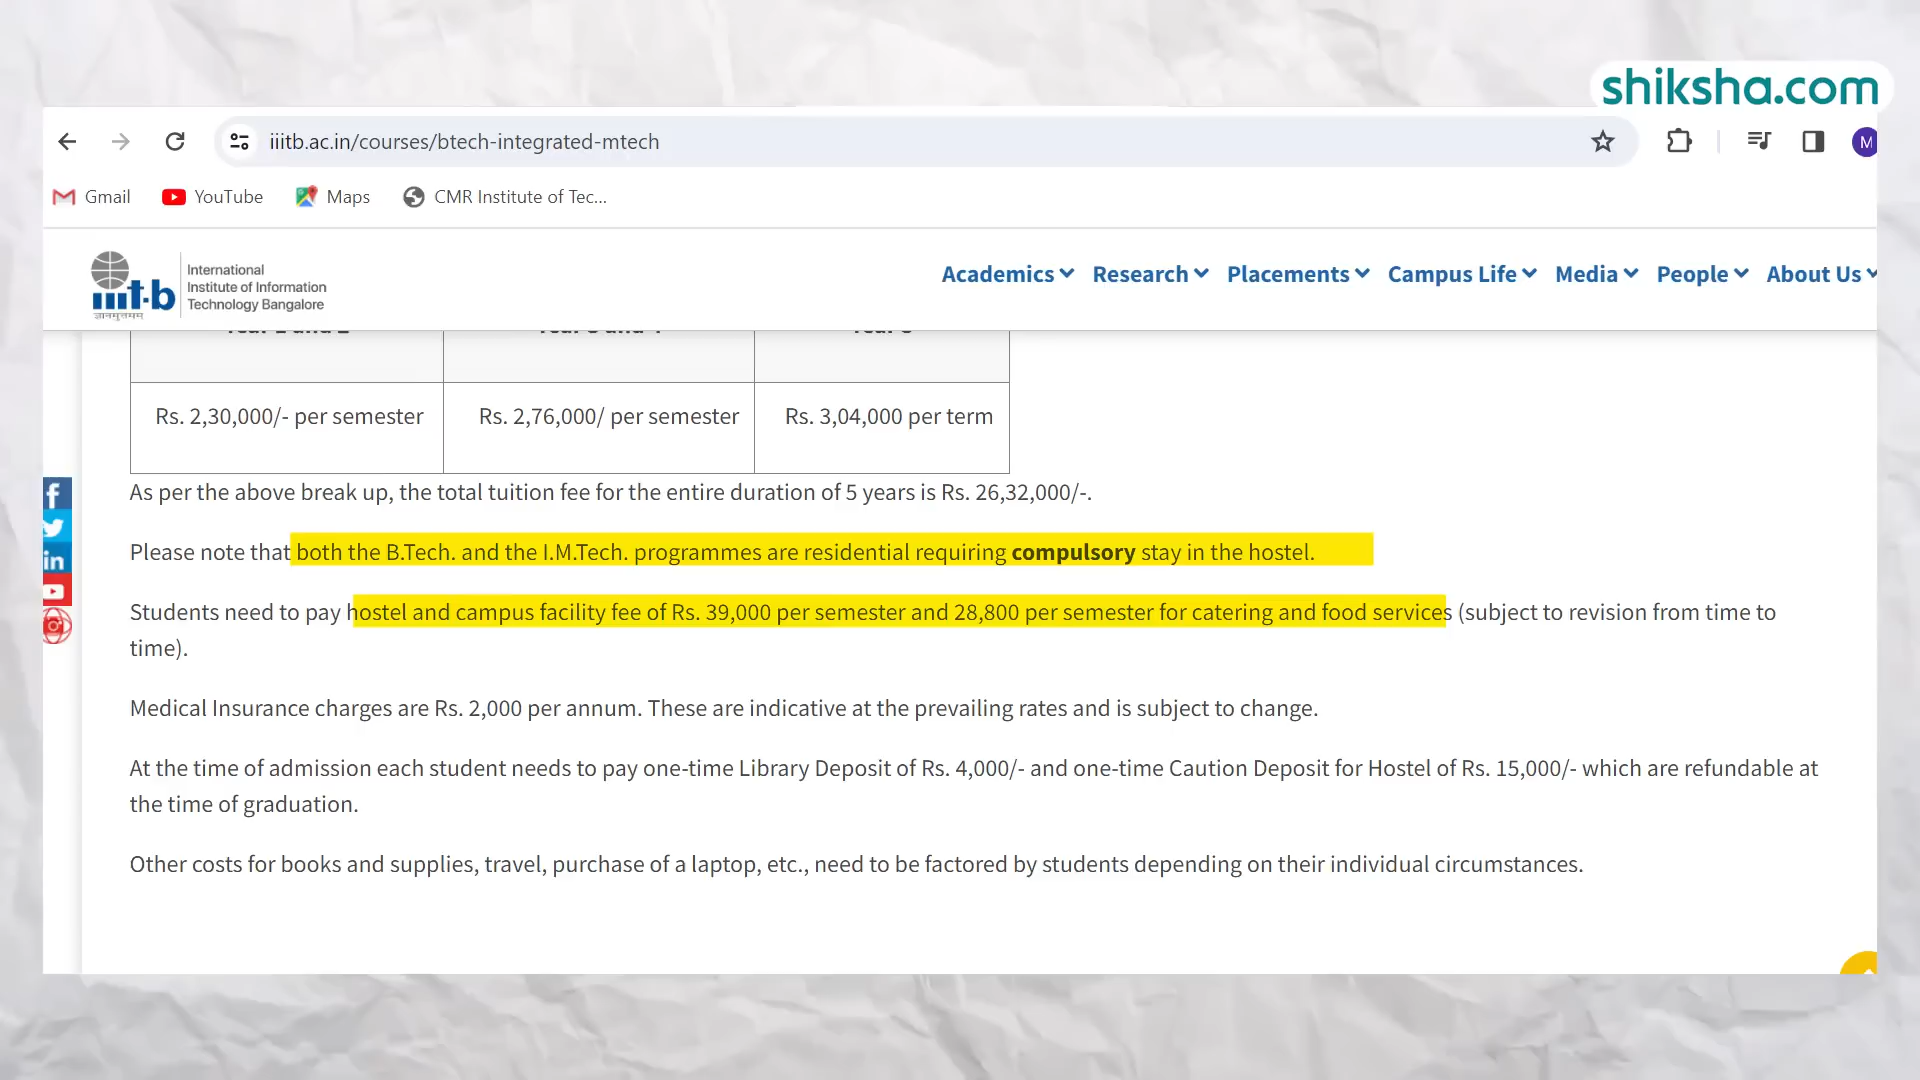 shiksha.com
iiitb.ac.in/courses/btech-integrated-mtech
M
Gmail YouTube Maps CMR Institute of Tec...
iiit-b
ज्ञानमुत्तमम्
International
Institute of Information
Technology Bangalore
Academics Research Placements Campus Life Media People About Us
Rs. 2,30,000/- per semester Rs. 2,76,000/ per semester Rs. 3,04,000 per term
As per the above break up, the total tuition fee for the entire duration of 5 years is Rs. 26,32,000/-.
Please note that both the B.Tech. and the I.M.Tech. programmes are residential requiring compulsory stay in the hostel.
Students need to pay hostel and campus facility fee of Rs. 39,000 per semester and 28,800 per semester for catering and food services (subject to revision from time to
time).
Medical Insurance charges are Rs. 2,000 per annum. These are indicative at the prevailing rates and is subject to change.
At the time of admission each student needs to pay one-time Library Deposit of Rs. 4,000/- and one-time Caution Deposit for Hostel of Rs. 15,000/- which are refundable at
the time of graduation.
Other costs for books and supplies, travel, purchase of a laptop, etc., need to be factored by students depending on their individual circumstances.